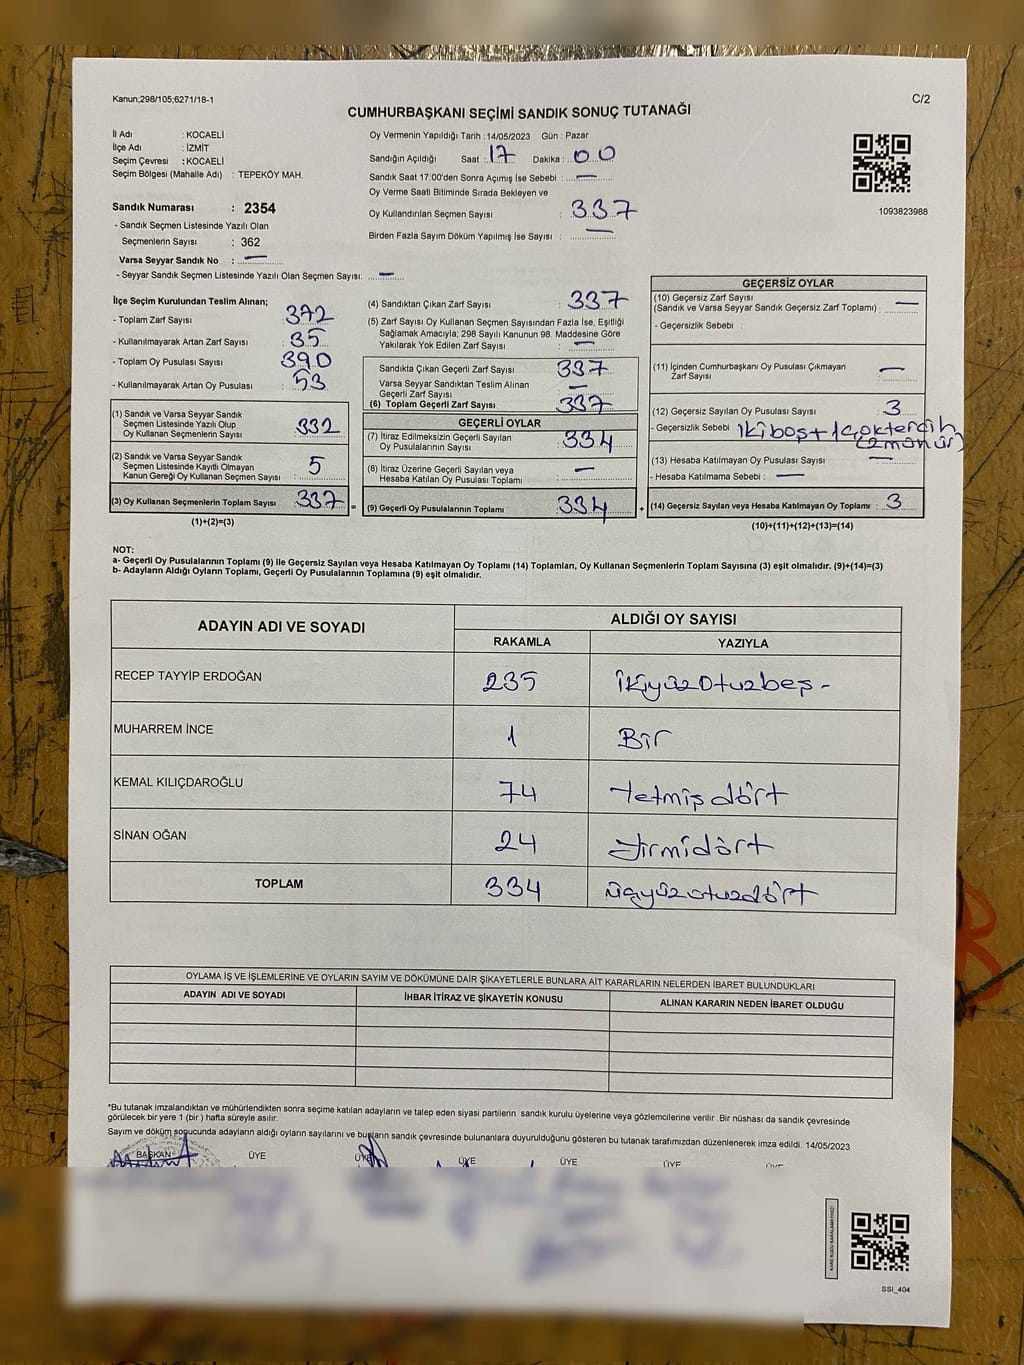 Kanun;298/105;6271/18-1
C/2
CUMHURBAŞKANI SEÇİMİ SANDIK SONUÇ TUTANAĞI
İl Adı : KOCAELİ
İlçe Adı : İZMİT
Seçim Çevresi : KOCAELİ
Seçim Bölgesi (Mahalle Adı) : TEPEKÖY MAH.
Sandık Numarası : 2354
- Sandık Seçmen Listesinde Yazılı Olan
Seçmenlerin Sayısı : 362
Varsa Seyyar Sandık No : —
- Seyyar Sandık Seçmen Listesinde Yazılı Olan Seçmen Sayısı: —
Oy Vermenin Yapıldığı Tarih : 14/05/2023 Gün : Pazar
Sandığın Açıldığı Saat : 17 Dakika : 00
Sandık Saat 17:00'den Sonra Açımış İse Sebebi : —
Oy Verme Saati Bitiminde Sırada Bekleyen ve
Oy Kullandırılan Seçmen Sayısı : 337
Birden Fazla Sayım Döküm Yapılmış İse Sayısı : —
1093823988
İlçe Seçim Kurulundan Teslim Alınan;
- Toplam Zarf Sayısı : 372
- Kullanılmayarak Artan Zarf Sayısı : 35
- Toplam Oy Pusulası Sayısı : 390
- Kullanılmayarak Artan Oy Pusulası : 53
(1) Sandık ve Varsa Seyyar Sandık
Seçmen Listesinde Yazılı Olup
Oy Kullanan Seçmenlerin Sayısı : 332
(2) Sandık ve Varsa Seyyar Sandık
Seçmen Listesinde Kayıtlı Olmayan
Kanun Gereği Oy Kullanan Seçmen Sayısı : 5
(3) Oy Kullanan Seçmenlerin Toplam Sayısı : 337
(1)+(2)=(3)
(4) Sandıktan Çıkan Zarf Sayısı : 337
(5) Zarf Sayısı Oy Kullanan Seçmen Sayısından Fazla İse, Eşitliği
Sağlamak Amacıyla; 298 Sayılı Kanunun 98. Maddesine Göre
Yakılarak Yok Edilen Zarf Sayısı : —
Sandıkta Çıkan Geçerli Zarf Sayısı : 337
Varsa Seyyar Sandıktan Teslim Alınan
Geçerli Zarf Sayısı : —
(6) Toplam Geçerli Zarf Sayısı : 337
GEÇERLİ OYLAR
(7) İtiraz Edilmeksizin Geçerli Sayılan
Oy Pusulalarının Sayısı : 334
(8) İtiraz Üzerine Geçerli Sayılan veya
Hesaba Katılan Oy Pusulası Toplamı : —
= (9) Geçerli Oy Pusulalarının Toplamı : 334 +
GEÇERSİZ OYLAR
(10) Geçersiz Zarf Sayısı
(Sandık ve Varsa Seyyar Sandık Geçersiz Zarf Toplamı) : —
- Geçersizlik Sebebi :
(11) İçinden Cumhurbaşkanı Oy Pusulası Çıkmayan
Zarf Sayısı : —
(12) Geçersiz Sayılan Oy Pusulası Sayısı : 3
- Geçersizlik Sebebi : iki boş + 1 çok tercih
(2 mühür)
(13) Hesaba Katılmayan Oy Pusulası Sayısı : —
- Hesaba Katılmama Sebebi : —
(14) Geçersiz Sayılan veya Hesaba Katılmayan Oy Toplamı : 3
(10)+(11)+(12)+(13)=(14)
NOT:
a- Geçerli Oy Pusulalarının Toplamı (9) ile Geçersiz Sayılan veya Hesaba Katılmayan Oy Toplamı (14) Toplamları, Oy Kullanan Seçmenlerin Toplam Sayısına (3) eşit olmalıdır. (9)+(14)=(3)
b- Adayların Aldığı Oyların Toplamı, Geçerli Oy Pusulalarının Toplamına (9) eşit olmalıdır.
ADAYIN ADI VE SOYADI ALDIĞI OY SAYISI
RAKAMLA YAZIYLA
RECEP TAYYİP ERDOĞAN 235 ikiyüzotuzbeş -
MUHARREM İNCE 1 Bir
KEMAL KILIÇDAROĞLU 74 Yetmiş dört
SİNAN OĞAN 24 Yirmidört
TOPLAM 334 üçyüzotuzdört
OYLAMA İŞ VE İŞLEMLERİNE VE OYLARIN SAYIM VE DÖKÜMÜNE DAİR ŞİKAYETLERLE BUNLARA AİT KARARLARIN NELERDEN İBARET BULUNDUKLARI
ADAYIN ADI VE SOYADI İHBAR İTİRAZ VE ŞİKAYETİN KONUSU ALINAN KARARIN NEDEN İBARET OLDUĞU
*Bu tutanak imzalandıktan ve mühürlendikten sonra seçime katılan adayların ve talep eden siyasi partilerin sandık kurulu üyelerine veya gözlemcilerine verilir .Bir nüshası da sandık çevresinde
görülecek bir yere 1 (bir ) hafta süreyle asılır.
Sayım ve döküm sonucunda adayların aldığı oyların sayılarını ve bunların sandık çevresinde bulunanlara duyurulduğunu gösteren bu tutanak tarafımızdan düzenlenerek imza edildi. 14/05/2023
BAŞKAN ÜYE ÜYE ÜYE ÜYE ÜYE ÜYE
KARE KODU KARALAMAYINIZ!
SSI_404